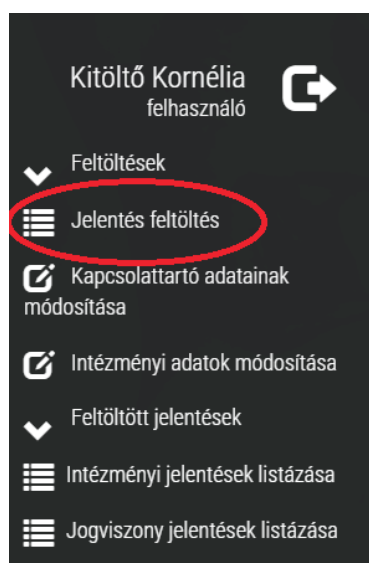 Kitöltő Kornélia
felhasználó
Feltöltések
Jelentés feltöltés
Kapcsolattartó adatainak
módosítása
Intézményi adatok módosítása
Feltöltött jelentések
Intézményi jelentések listázása
Jogviszony jelentések listázása